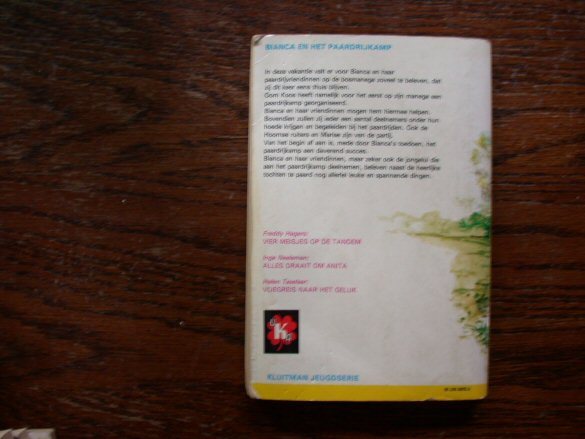 BIANCA EN HET PAARDRIJKAMP
In deze vakantie valt er voor Bianca en haar
paardrijvriendinnen op de bosmanege zoveel te beleven, dat
zij dit keer eens thuis blijven.
Oom Koos heeft namelijk voor het eerst op zijn manege een
paardrijkamp georganiseerd.
Bianca en haar vriendinnen mogen hem hiermee helpen.
Bovendien zullen zij ieder een aantal deelnemers onder hun
hoede krijgen en begeleiden bij het paardrijden. Ook de
Hoornse ruiters en Marise zijn van de partij.
Van het begin af aan is, mede door Bianca's toedoen, het
paardrijkamp een daverend succes.
Bianca en haar vriendinnen, maar zeker ook de jongelui die
aan het paardrijkamp deelnemen, beleven naast de heerlijke
tochten te paard nog allerlei leuke en spannende dingen.
Freddy Hagers:
VIER MEISJES OP DE TANDEM
Inge
ALLES DRAAIT OM ANITA
Helen Taselaar:
VOEGREIS NAAR HET GELUK
K
KLUITMAN JEUGDSERIE